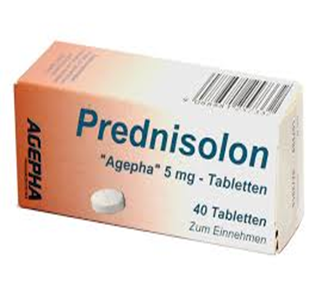 Prednisolon
"Agepha" 5 mg - Tabletten
40 Tabletten
Zum Einnehmen
AGEPHA